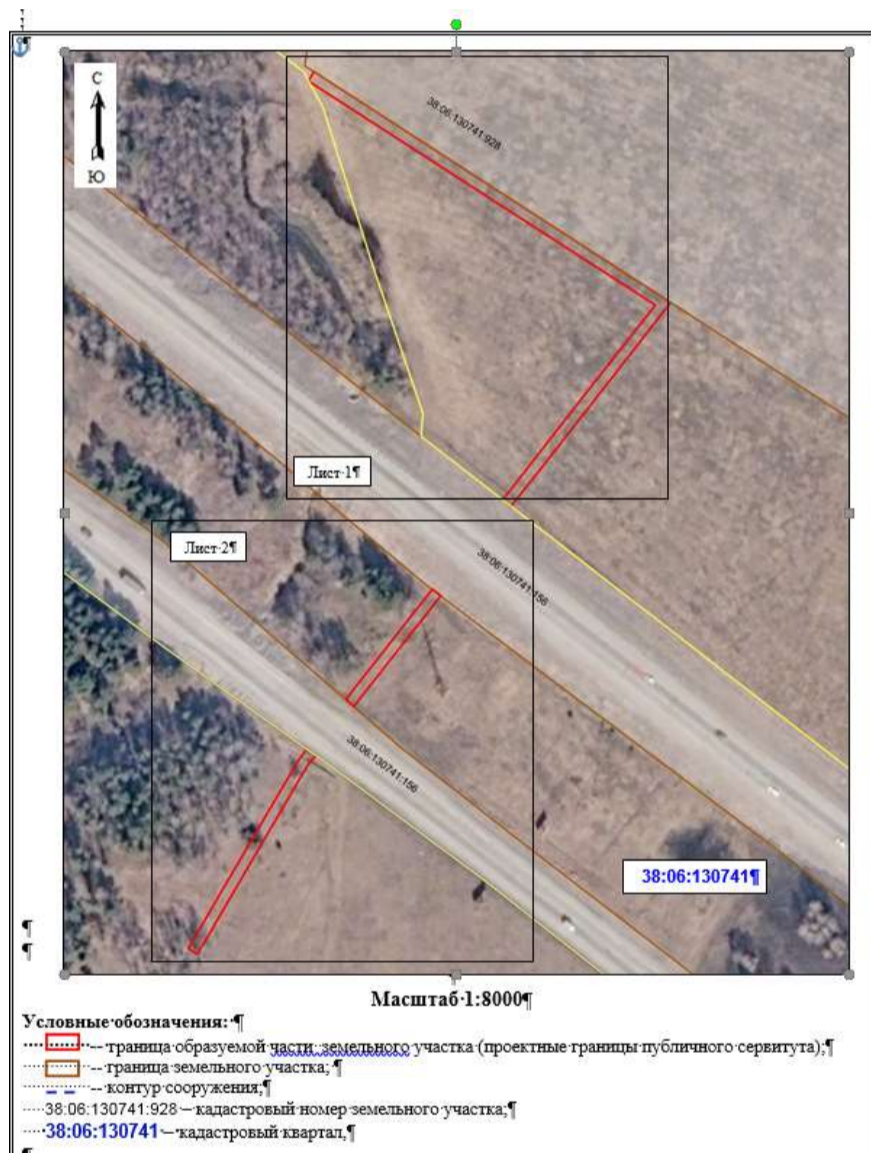 С
Ю
38:06:130741:928
Лист·1¶
Лист·2¶
38:06:130741:156
38:06:130741:156
38:06:130741¶
¶
¶
Масштаб·1:8000¶
Условные·обозначения:·¶
–·граница·образуемой·части··земельного·участка·(проектные·границы·публичного·сервитута);¶
–·граница·земельного·участка;·¶
–·контур·сооружения;¶
38:06:130741:928·–·кадастровый·номер·земельного·участка;¶
38:06:130741·–·кадастровый·квартал,¶
¶